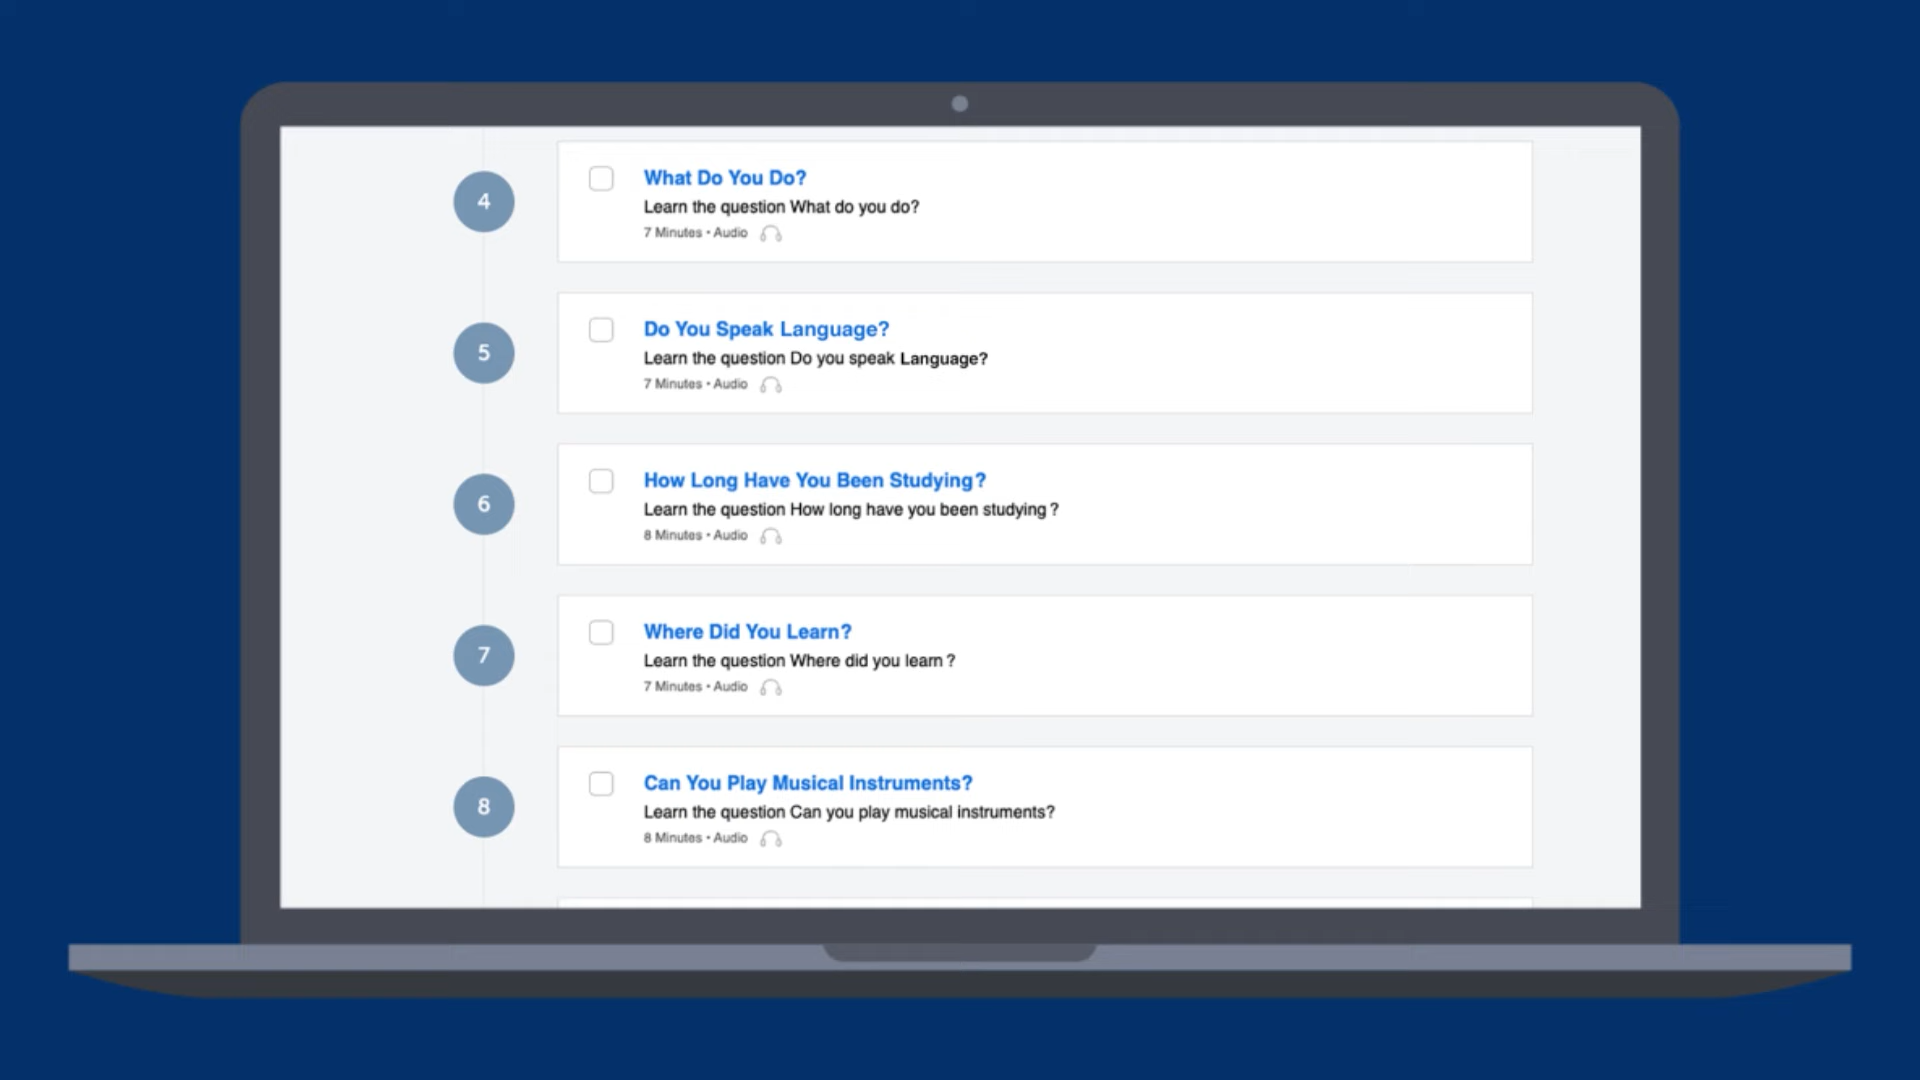 4
What Do You Do?
Learn the question What do you do?
7 Minutes • Audio
5
Do You Speak Language?
Learn the question Do you speak Language?
7 Minutes • Audio
6
How Long Have You Been Studying?
Learn the question How long have you been studying ?
8 Minutes • Audio
7
Where Did You Learn?
Learn the question Where did you learn ?
7 Minutes • Audio
8
Can You Play Musical Instruments?
Learn the question Can you play musical instruments?
8 Minutes • Audio